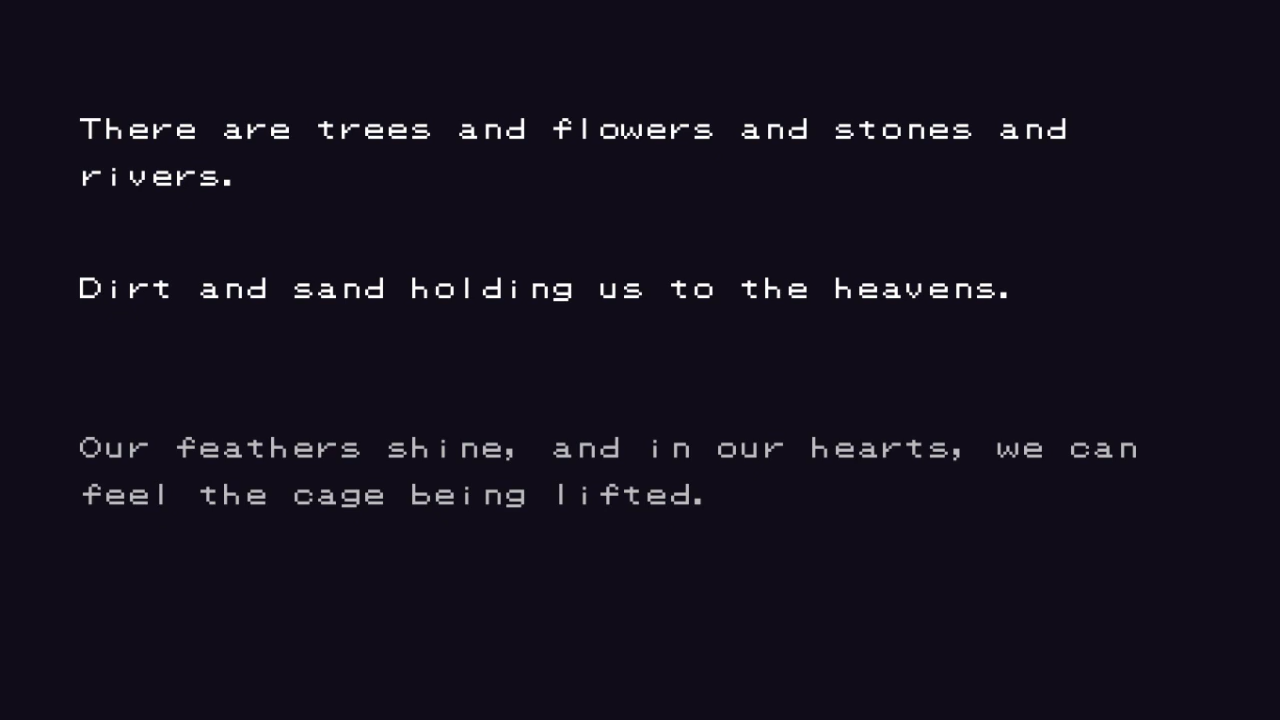 There are trees and flowers and stones and
rivers.
Dirt and sand holding us to the heavens.
Our feathers shine, and in our hearts, we can
feel the cage being lifted.